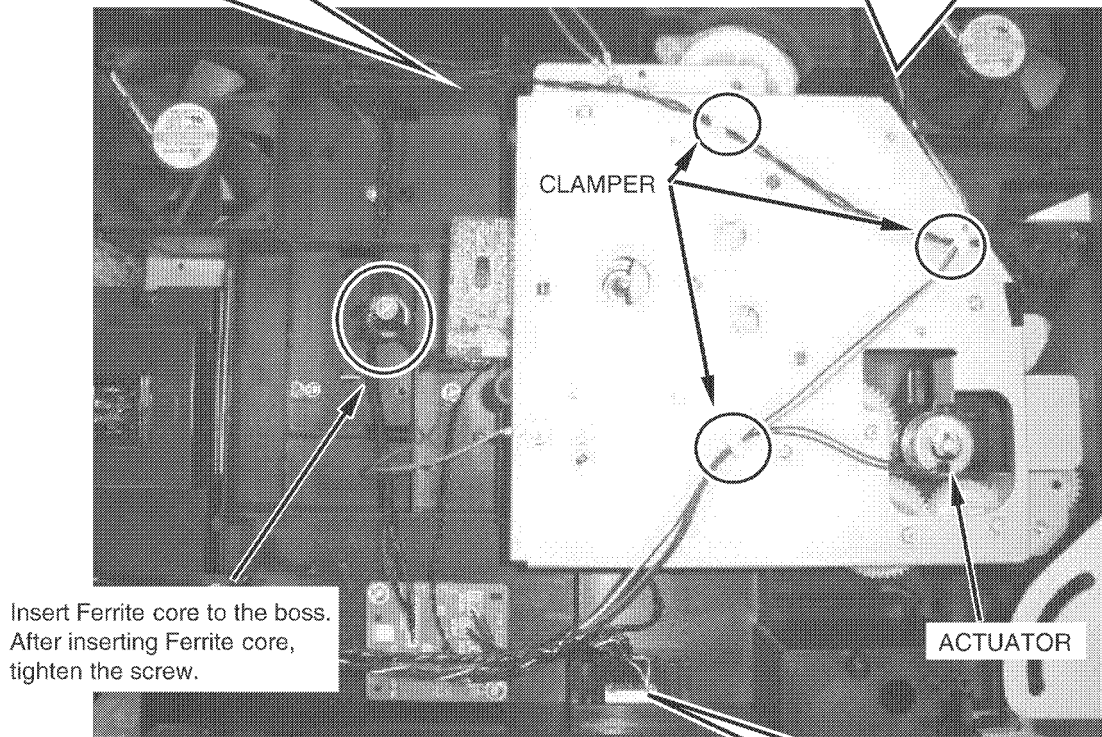 CLAMPER
Insert Ferrite core to the boss.
After inserting Ferrite core,
tighten the screw.
ACTUATOR